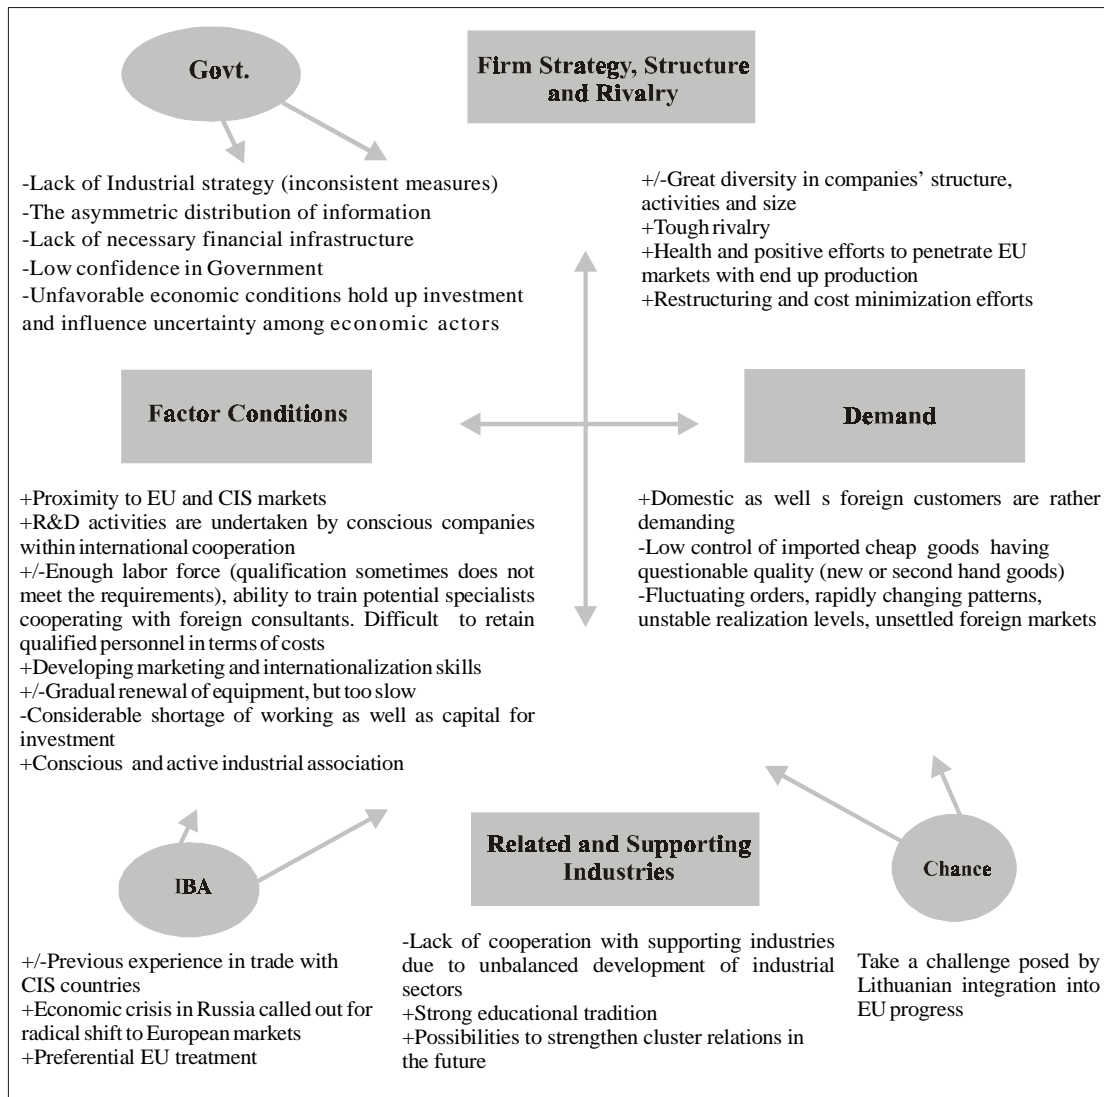 Govt.
Firm Strategy, Structure
and Rivalry
-Lack of Industrial strategy (inconsistent measures)
-The asymmetric distribution of information
-Lack of necessary financial infrastructure
-Low confidence in Government
-Unfavorable economic conditions hold up investment
and influence uncertainty among economic actors
+/-Great diversity in companies' structure,
activities and size
+Tough rivalry
+Health and positive efforts to penetrate EU
markets with end up production
+Restructuring and cost minimization efforts
Factor Conditions
Demand
+Proximity to EU and CIS markets
+R&D activities are undertaken by conscious companies
within international cooperation
+/-Enough labor force (qualification sometimes does not
meet the requirements), ability to train potential specialists
cooperating with foreign consultants. Difficult to retain
qualified personnel in terms of costs
+Developing marketing and internationalization skills
+/-Gradual renewal of equipment, but too slow
-Considerable shortage of working as well as capital for
investment
+Conscious and active industrial association
+Domestic as well s foreign customers are rather
demanding
-Low control of imported cheap goods having
questionable quality (new or second hand goods)
-Fluctuating orders, rapidly changing patterns,
unstable realization levels, unsettled foreign markets
IBA
Related and Supporting
Industries
Chance
+/-Previous experience in trade with
CIS countries
+Economic crisis in Russia called out for
radical shift to European markets
+Preferential EU treatment
-Lack of cooperation with supporting industries
due to unbalanced development of industrial
sectors
+Strong educational tradition
+Possibilities to strengthen cluster relations in
the future
Take a challenge posed by
Lithuanian integration into
EU progress